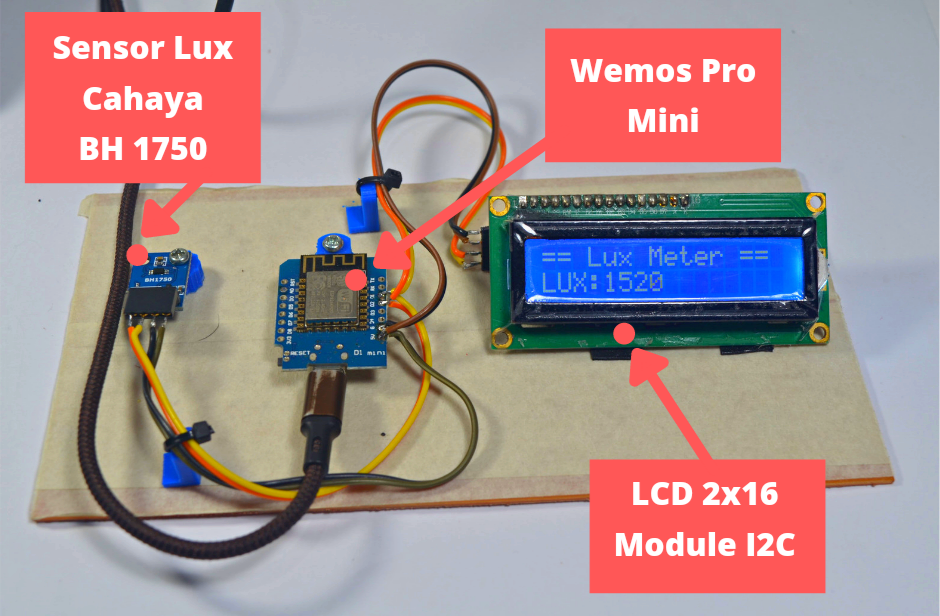 Sensor Lux
Cahaya
BH 1750
Wemos Pro
Mini
== Lux Meter ==
LUX:1520
BH1750
RESET
D1 mini
LCD 2x16
Module I2C